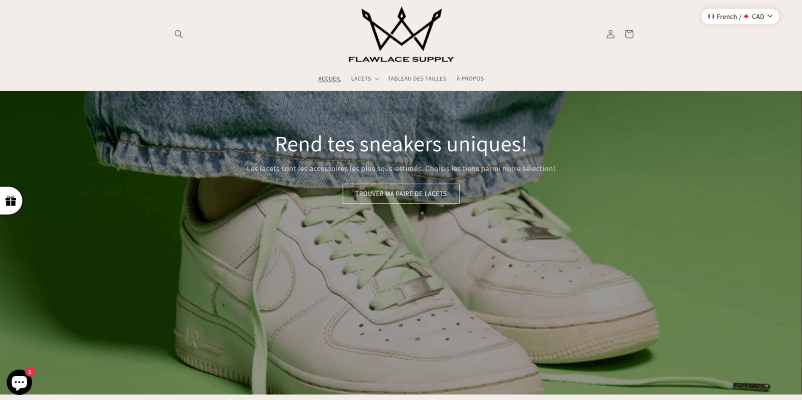 French / CAD
FLAWLACE SUPPLY
ACCUEIL LACETS TABLEAU DES TAILLES À PROPOS
Rend tes sneakers uniques!
Les lacets sont les accessoires les plus sous-estimés. Choisis les tiens parmi notre sélection!
TROUVER MA PAIRE DE LACETS